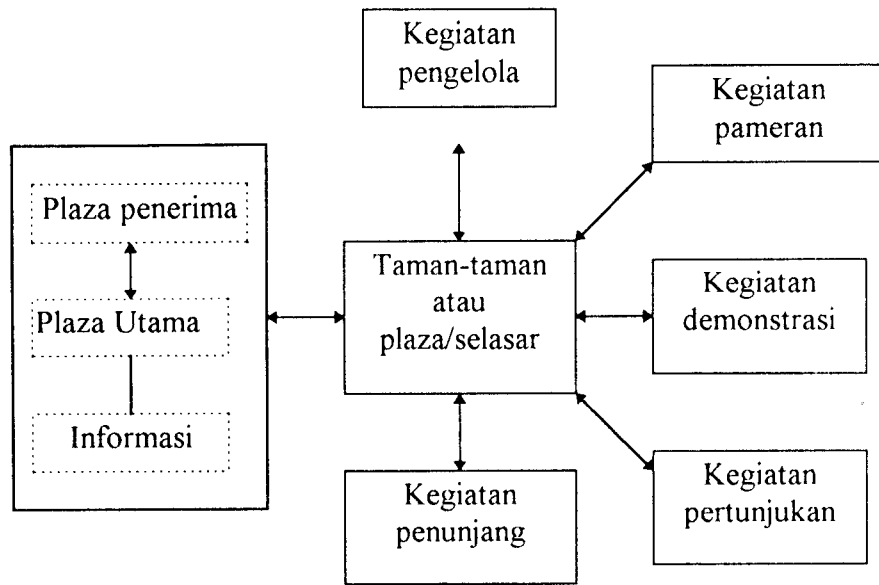 Kegiatan
pengelola
Kegiatan
pameran
Plaza penerima
Plaza Utama
Informasi
Taman-taman
atau
plaza/selasar
Kegiatan
demonstrasi
Kegiatan
penunjang
Kegiatan
pertunjukan